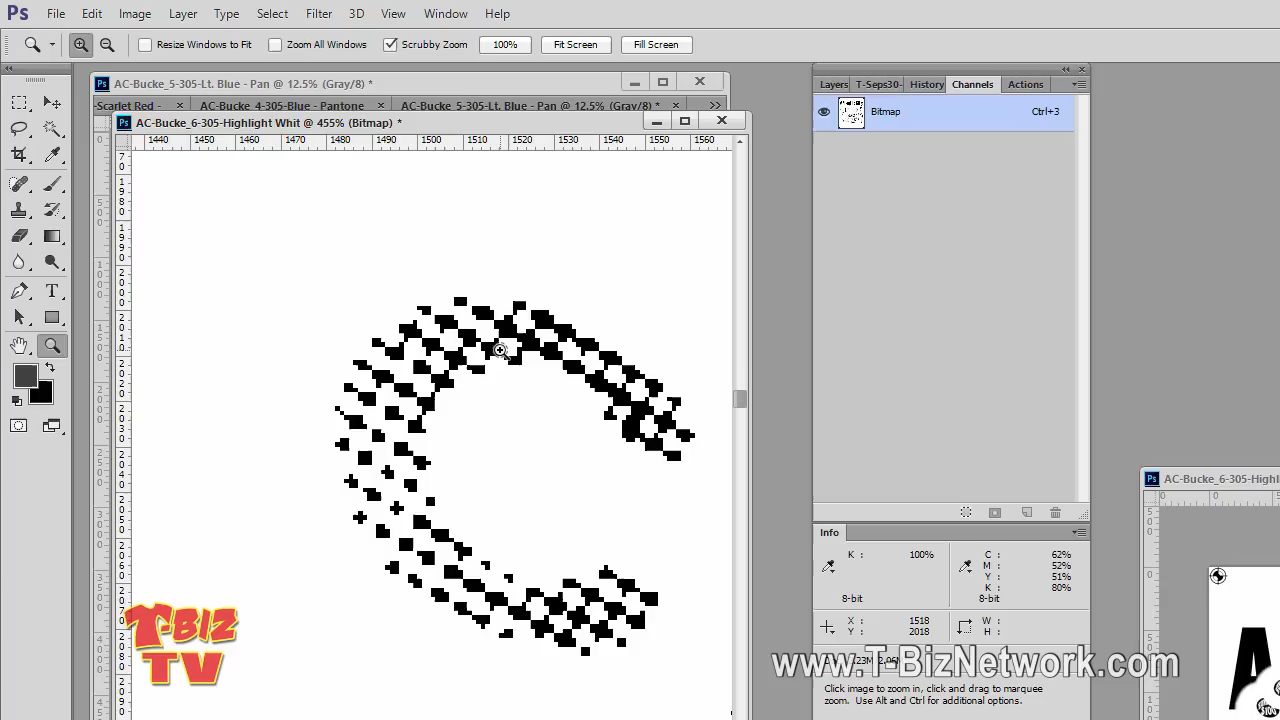 Ps File Edit Image Layer Type Select Filter 3D View Window Help
Resize Windows to Fit Zoom All Windows Scrubby Zoom 100% Fit Screen Fill Screen
AC-Bucke_5-305-Lt. Blue - Pan @ 12.5% (Gray/8) *
-Scarlet Red - × AC-Bucke_4-305-Blue - Pantone × AC-Bucke_5-305-Lt. Blue - Pan @ 12.5% (Gray/8) * ×
AC-Bucke_6-305-Highlight Whit @ 455% (Bitmap) *
1440 1450 1460 1470 1480 1490 1500 1510 1520 1530 1540 1550 1560
Layers T-Seps30- History Channels Actions
Bitmap Ctrl+3
Info
K : 100% C : 62%
M : 52%
Y : 51%
8-bit K : 80%
8-bit
X : 1518 W :
Y : 2018 H :
Click image to zoom in, click and drag to marquee
zoom. Use Alt and Ctrl for additional options.
AC-Bucke_6-305-Highl
T-BIZ
TV
www.T-BizNetwork.com